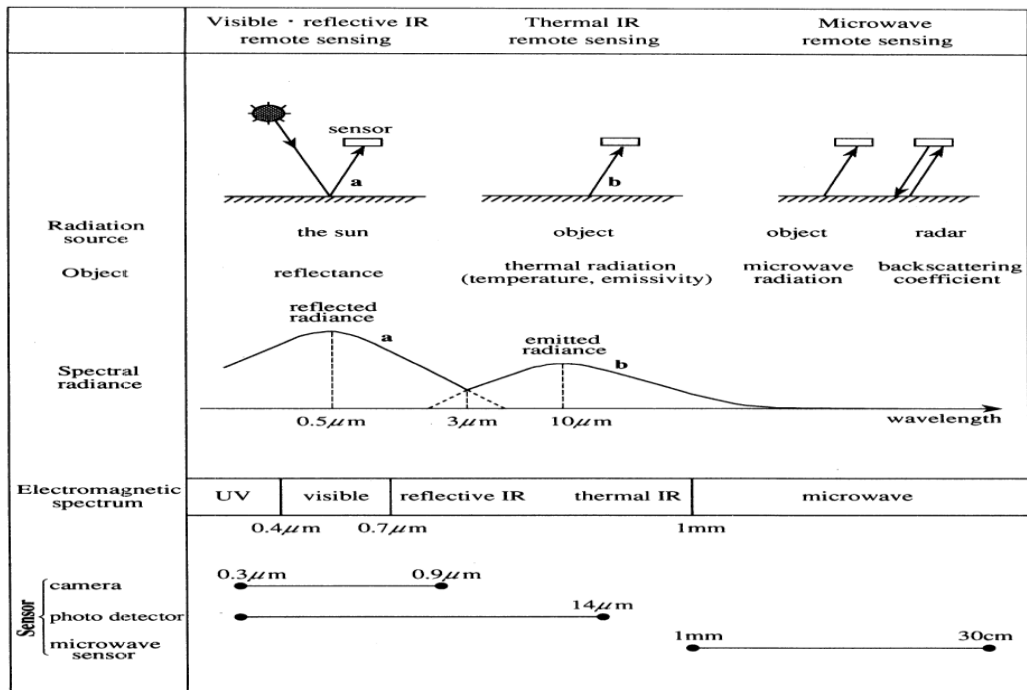 Visible · reflective IR
remote sensing
Thermal IR
remote sensing
Microwave
remote sensing
sensor
a
b
Radiation
source
the sun
object
object
radar
Object
reflectance
thermal radiation
(temperature, emissivity)
microwave
radiation
backscattering
coefficient
Spectral
radiance
reflected
radiance
a
emitted
radiance
b
0.5μm
3μm
10μm
wavelength
Electromagnetic
spectrum
UV
visible
reflective IR
thermal IR
microwave
0.4μm
0.7μm
1mm
Sensor
camera
0.3μm
0.9μm
photo detector
14μm
microwave
sensor
1mm
30cm